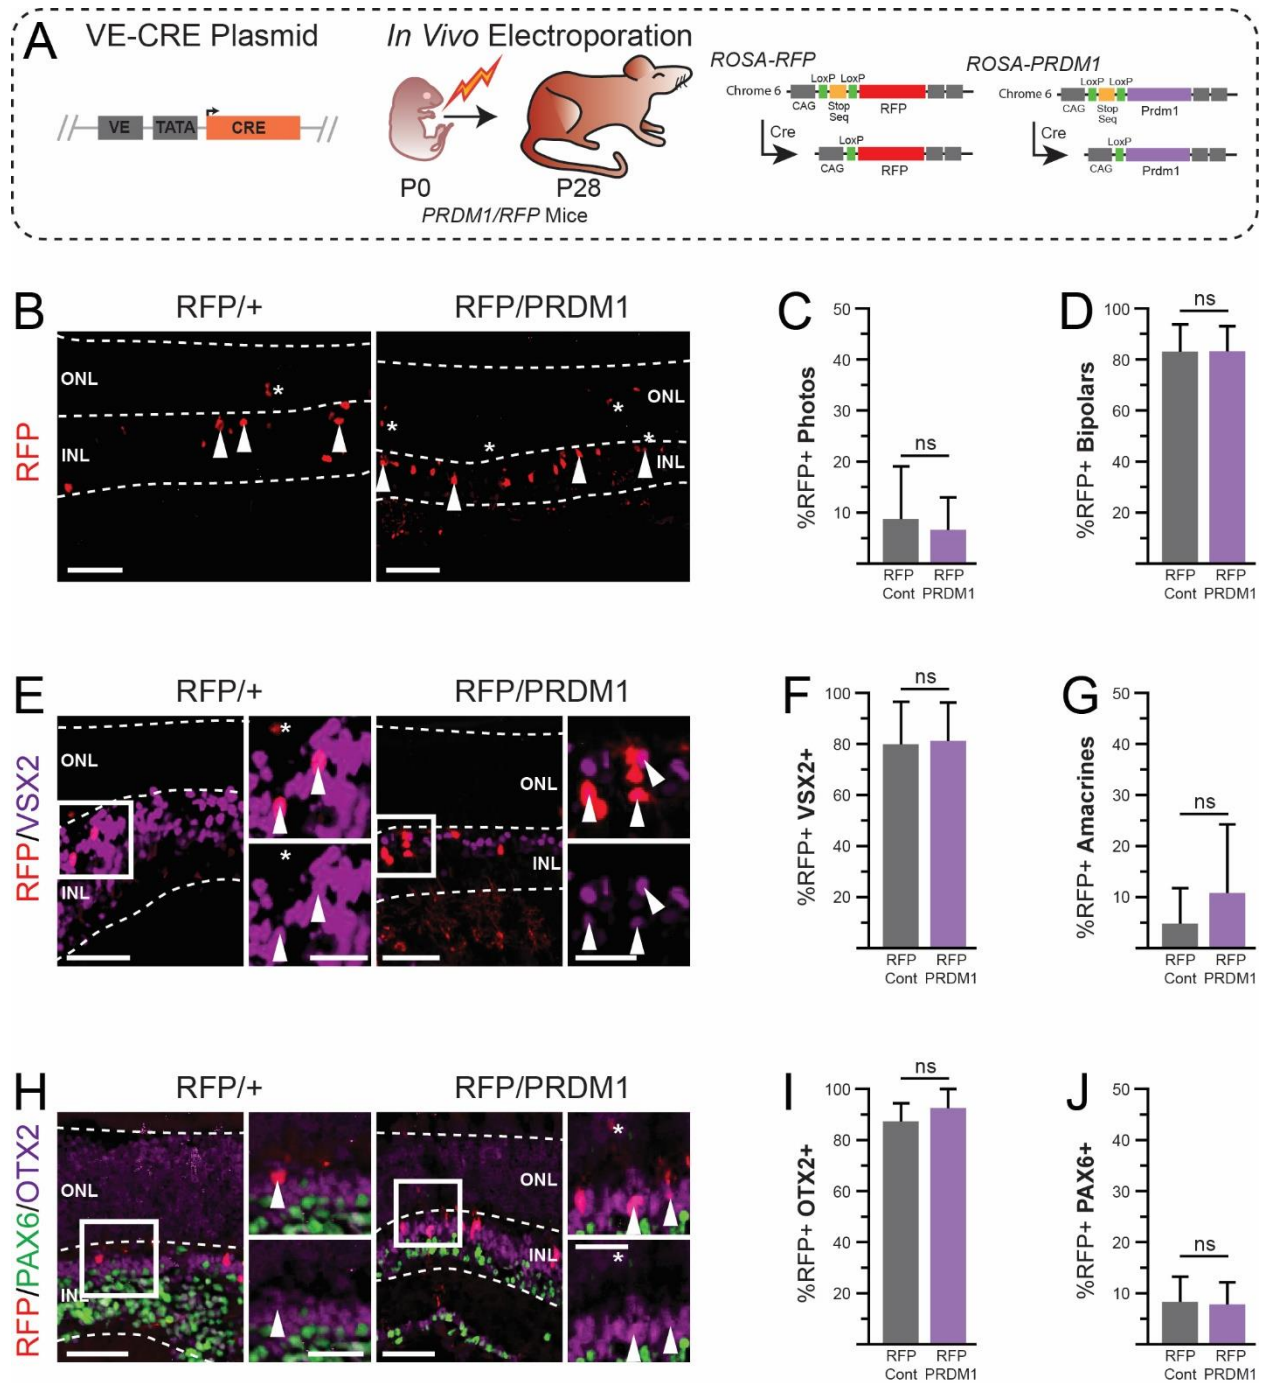 A
VE-CRE Plasmid
VE
TATA
CRE
In Vivo Electroporation
P0
P28
PRDM1/RFP Mice
ROSA-RFP
LoxP LoxP
Chrome 6
CAG
Stop
Seq
RFP
Cre
LoxP
CAG
RFP
ROSA-PRDM1
LoxP LoxP
Chrome 6
CAG
Stop
Seq
Prdm1
Cre
LoxP
CAG
Prdm1
B
RFP
RFP/+
ONL
*
INL
RFP/PRDM1
ONL
*
*
*
*
INL
C
%RFP+ Photos
50
40
30
20
10
ns
RFP RFP
Cont PRDM1
D
%RFP+ Bipolars
100
80
60
40
20
ns
RFP RFP
Cont PRDM1
E
RFP/VSX2
RFP/+
ONL
INL
*
*
RFP/PRDM1
ONL
INL
F
%RFP+ VSX2+
100
80
60
40
20
ns
RFP RFP
Cont PRDM1
G
%RFP+ Amacrines
50
40
30
20
10
ns
RFP RFP
Cont PRDM1
H
RFP/PAX6/OTX2
RFP/+
ONL
INL
RFP/PRDM1
ONL
INL
*
*
I
%RFP+ OTX2+
100
80
60
40
20
ns
RFP RFP
Cont PRDM1
J
%RFP+ PAX6+
50
40
30
20
10
ns
RFP RFP
Cont PRDM1